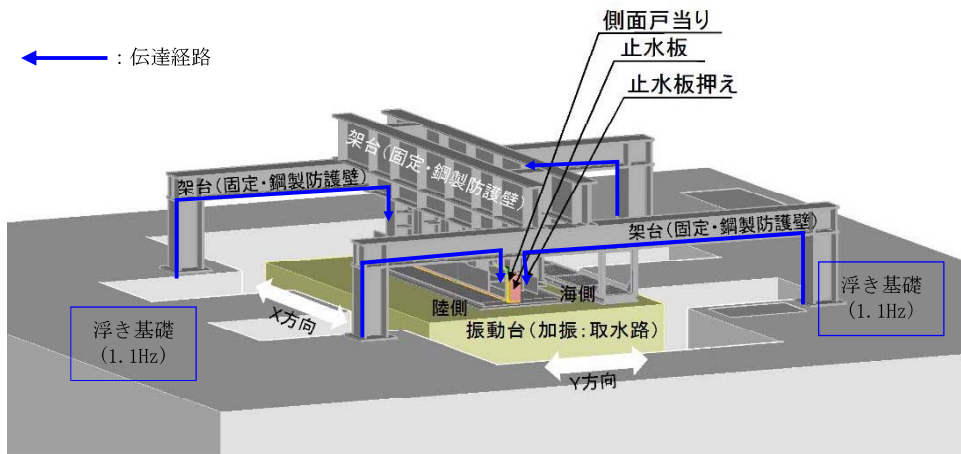 側面戸当り
止水板
止水板押え
：伝達経路
架台(固定・鋼製防護壁)
架台(固定・鋼製防護壁)
架台(固定・鋼製防護壁)
陸側
海側
振動台(加振:取水路)
X方向
Y方向
浮き基礎
(1.1Hz)
浮き基礎
(1.1Hz)